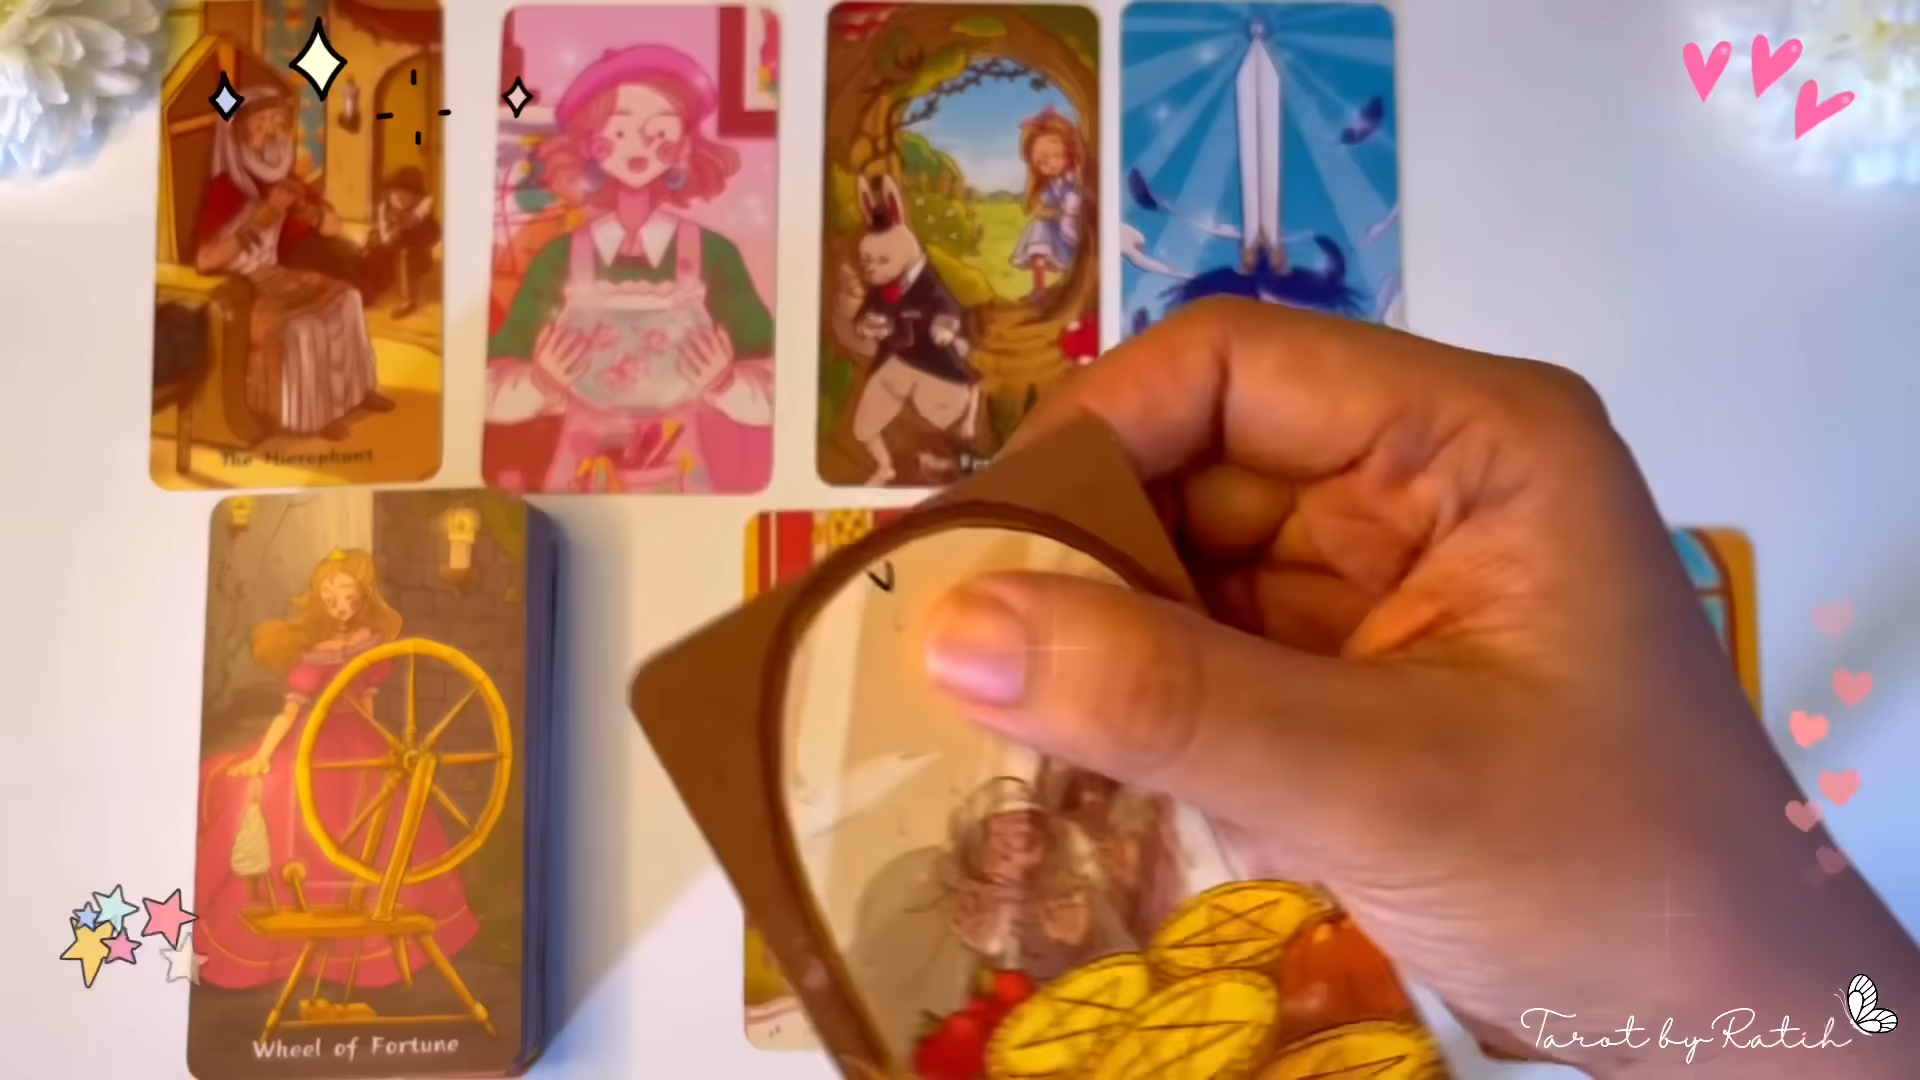 The Hierophant
Wheel of Fortune
Tarot by Ratih